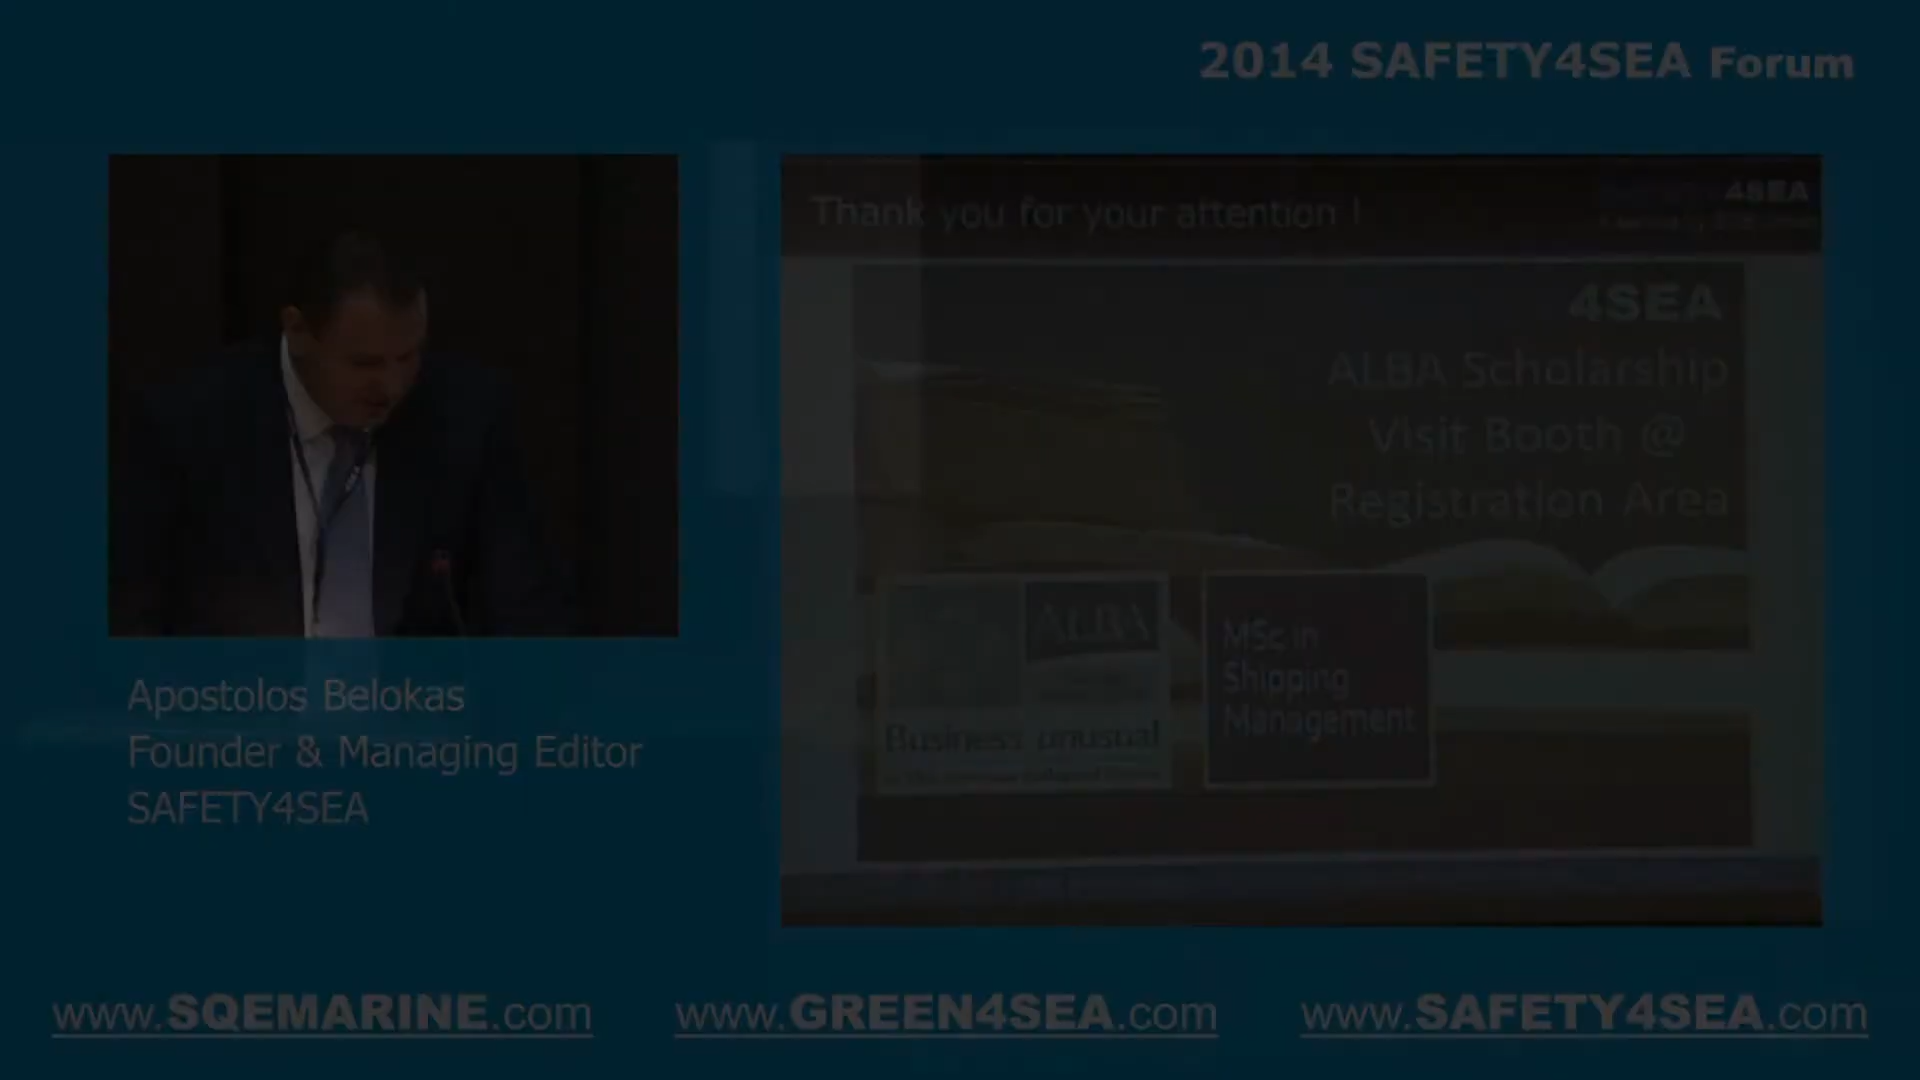 2014 SAFETY4SEA Forum
Thank you for your attention !
4SEA
4SEA
ALBA Scholarship
Visit Booth @
Registration Area
ALBA
Business unusual
MSc in
Shipping
Management
Apostolos Belokas
Founder & Managing Editor
SAFETY4SEA
www.SQEMARINE.com
www.GREEN4SEA.com
www.SAFETY4SEA.com